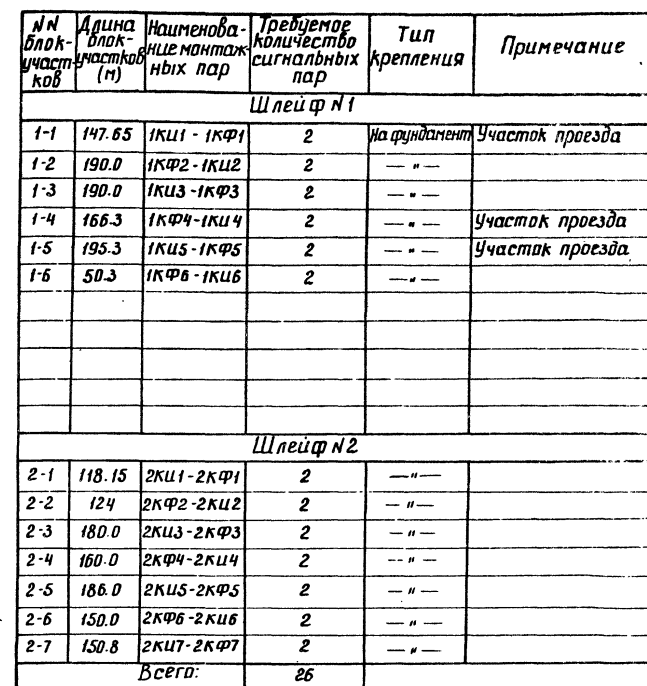 NN блок-участков | Длина блок-участков (м) | Наименование монтажных пар | Требуемое количество сигнальных пар | Тип крепления | Примечание
Шлейф N1
1-1 | 147.65 | 1КИ1 - 1КФ1 | 2 | На фундамент | Участок проезда
1-2 | 190.0 | 1КФ2 - 1КИ2 | 2 | — " —
1-3 | 190.0 | 1КИ3 - 1КФ3 | 2 | — " —
1-4 | 166.3 | 1КФ4 - 1КИ4 | 2 | — " — | Участок проезда
1-5 | 195.3 | 1КИ5 - 1КФ5 | 2 | — " — | Участок проезда
1-6 | 50.3 | 1КФ6 - 1КИ6 | 2 | — " —
Шлейф N2
2-1 | 118.15 | 2КИ1 - 2КФ1 | 2 | — " —
2-2 | 124 | 2КФ2 - 2КИ2 | 2 | — " —
2-3 | 180.0 | 2КИ3 - 2КФ3 | 2 | — " —
2-4 | 160.0 | 2КФ4 - 2КИ4 | 2 | — " —
2-5 | 186.0 | 2КИ5 - 2КФ5 | 2 | — " —
2-6 | 150.0 | 2КФ6 - 2КИ6 | 2 | — " —
2-7 | 150.8 | 2КИ7 - 2КФ7 | 2 | — " —
Всего: | 26